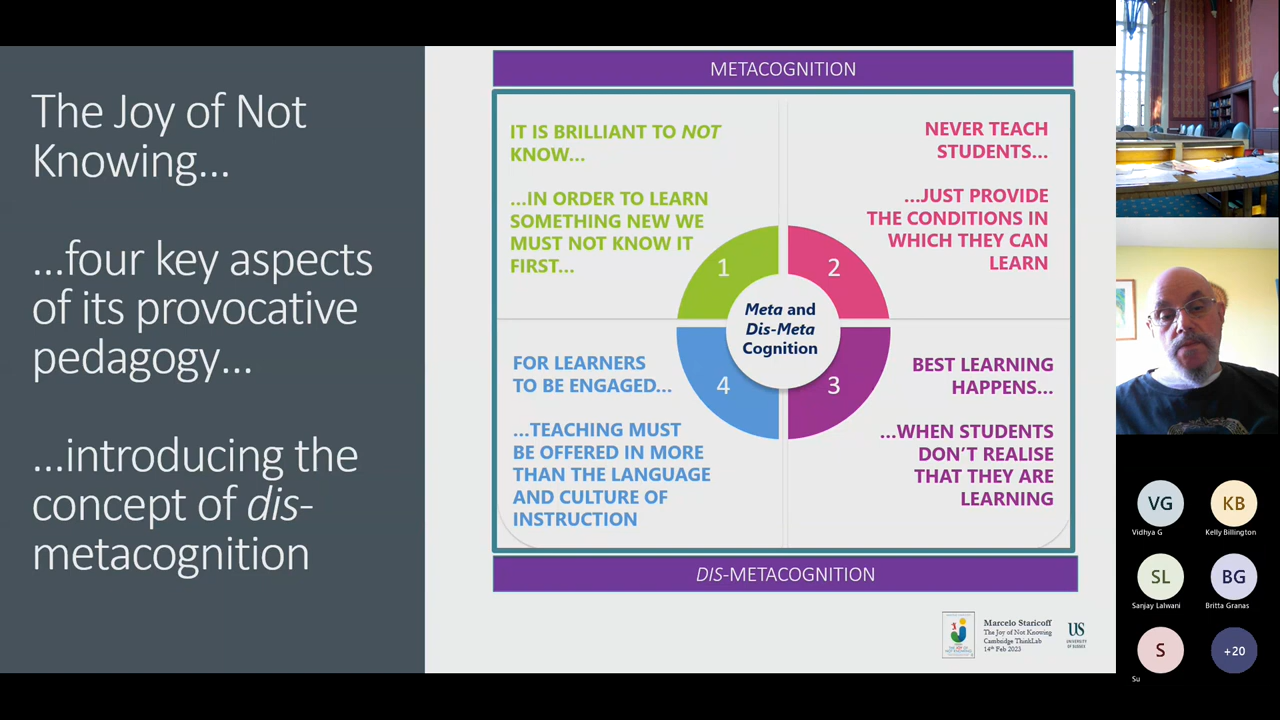 The Joy of Not
Knowing...
...four key aspects
of its provocative
pedagogy...
...introducing the
concept of dis-
metacognition
METACOGNITION
IT IS BRILLIANT TO NOT
KNOW...
...IN ORDER TO LEARN
SOMETHING NEW WE
MUST NOT KNOW IT
FIRST...
NEVER TEACH
STUDENTS...
...JUST PROVIDE
THE CONDITIONS IN
WHICH THEY CAN
LEARN
1
2
Meta and
Dis-Meta
Cognition
4
3
FOR LEARNERS
TO BE ENGAGED...
...TEACHING MUST
BE OFFERED IN MORE
THAN THE LANGUAGE
AND CULTURE OF
INSTRUCTION
BEST LEARNING
HAPPENS...
...WHEN STUDENTS
DON'T REALISE
THAT THEY ARE
LEARNING
DIS-METACOGNITION
Marcelo Staricoff
The Joy of Not Knowing
Cambridge ThinkLab
14th Feb 2023
US
UNIVERSITY
OF SUSSEX
VG
Vidhya G
KB
Kelly Billington
SL
Sanjay Lalwani
BG
Britta Granas
S
Su
+20